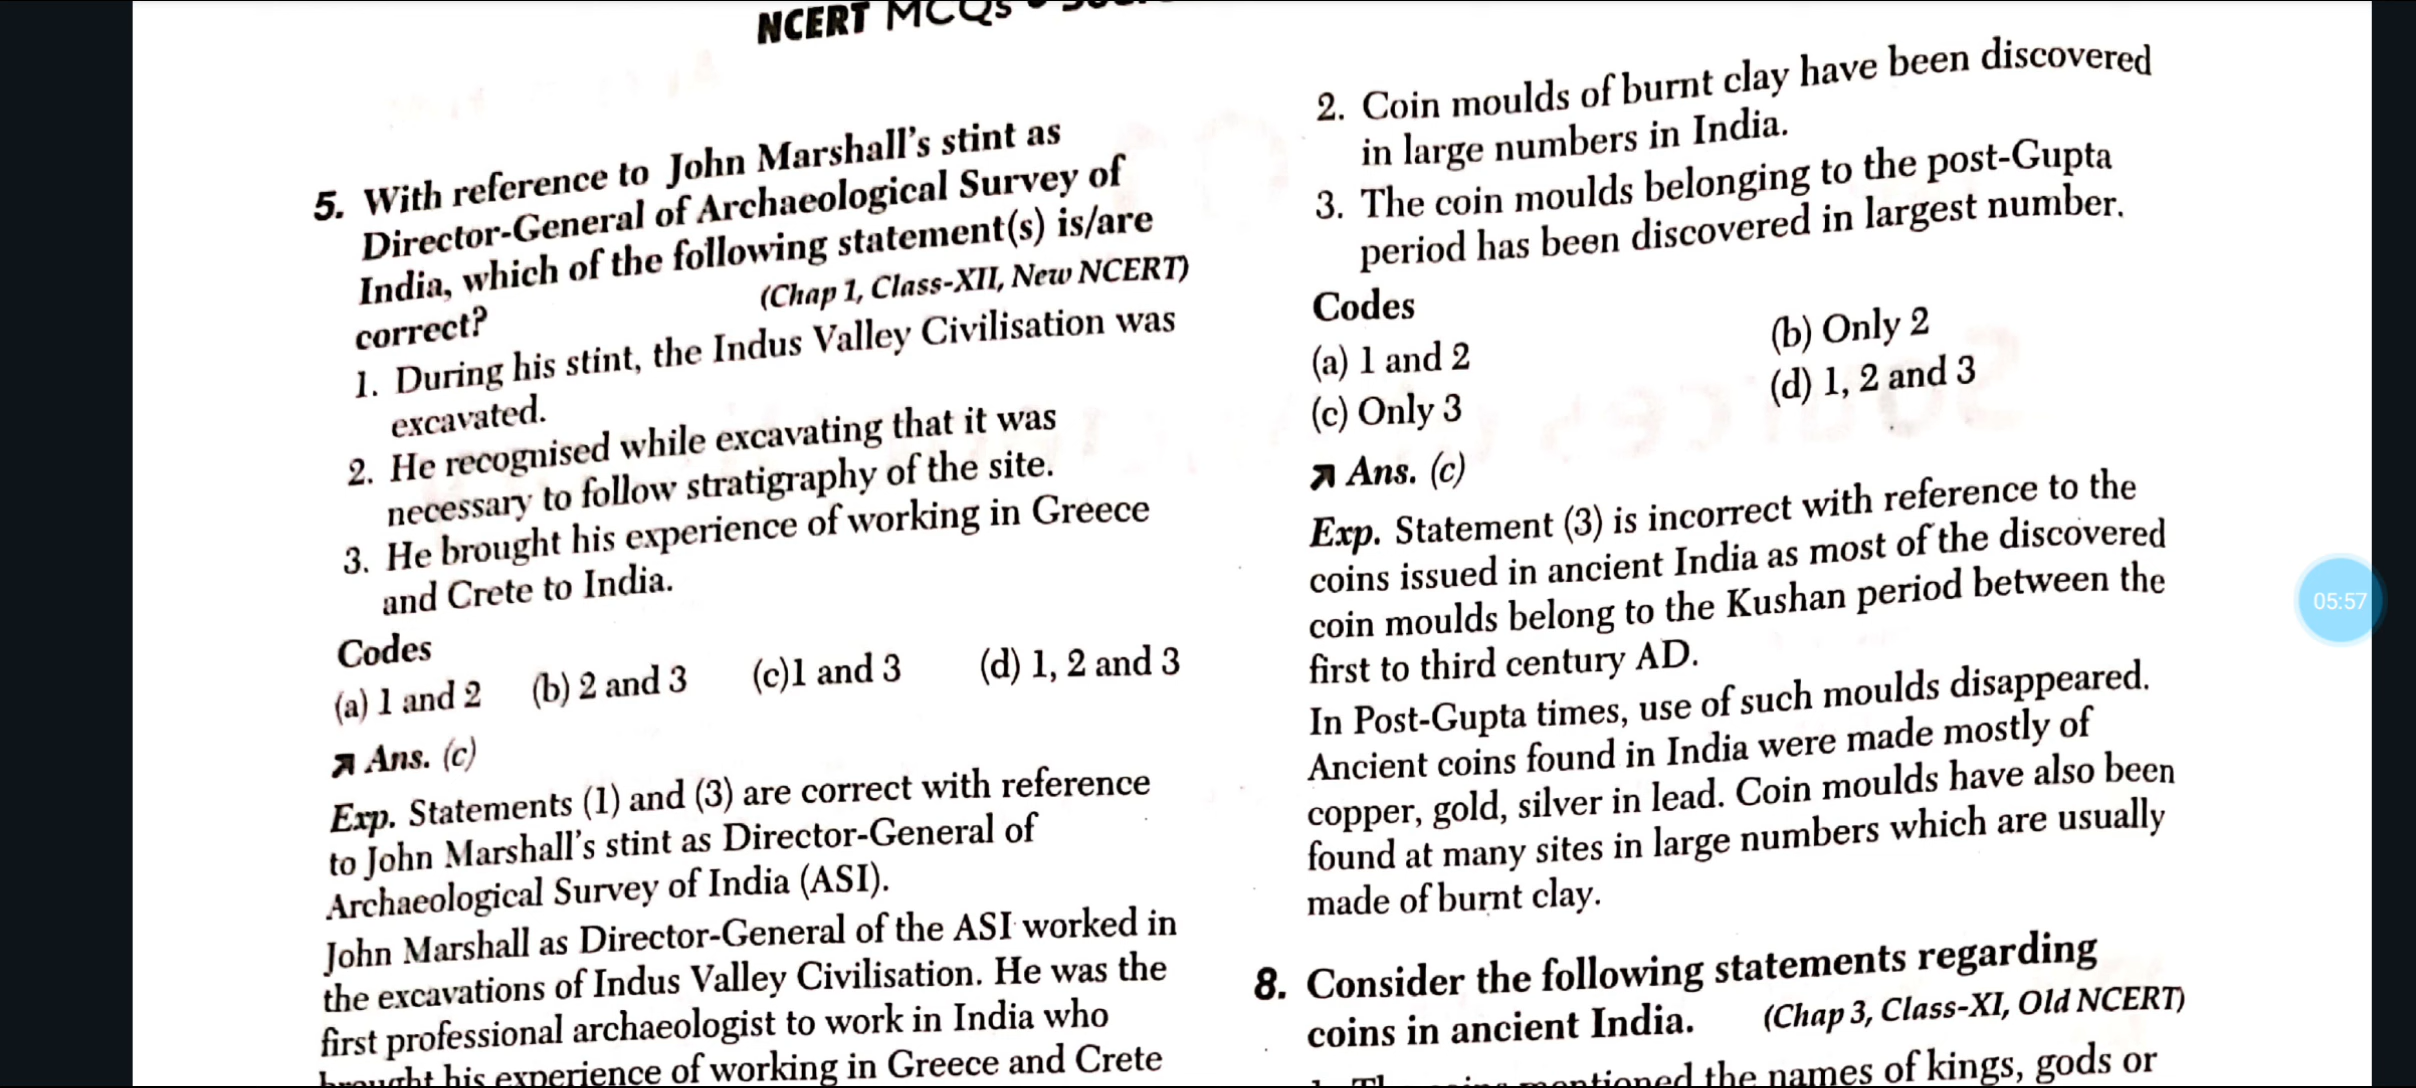 NCERT MCQs
5. With reference to John Marshall's stint as
Director-General of Archaeological Survey of
India, which of the following statement(s) is/are
correct? (Chap 1, Class-XII, New NCERT)
1. During his stint, the Indus Valley Civilisation was
excavated.
2. He recognised while excavating that it was
necessary to follow stratigraphy of the site.
3. He brought his experience of working in Greece
and Crete to India.
Codes
(a) 1 and 2 (b) 2 and 3 (c)1 and 3 (d) 1, 2 and 3
Ans. (c)
Exp. Statements (1) and (3) are correct with reference
to John Marshall's stint as Director-General of
Archaeological Survey of India (ASI).
John Marshall as Director-General of the ASI worked in
the excavations of Indus Valley Civilisation. He was the
first professional archaeologist to work in India who
brought his experience of working in Greece and Crete
2. Coin moulds of burnt clay have been discovered
in large numbers in India.
3. The coin moulds belonging to the post-Gupta
period has been discovered in largest number.
Codes
(a) 1 and 2 (b) Only 2
(c) Only 3 (d) 1, 2 and 3
Ans. (c)
Exp. Statement (3) is incorrect with reference to the
coins issued in ancient India as most of the discovered
coin moulds belong to the Kushan period between the
first to third century AD.
In Post-Gupta times, use of such moulds disappeared.
Ancient coins found in India were made mostly of
copper, gold, silver in lead. Coin moulds have also been
found at many sites in large numbers which are usually
made of burnt clay.
8. Consider the following statements regarding
coins in ancient India. (Chap 3, Class-XI, Old NCERT)
mentioned the names of kings, gods or
05:57